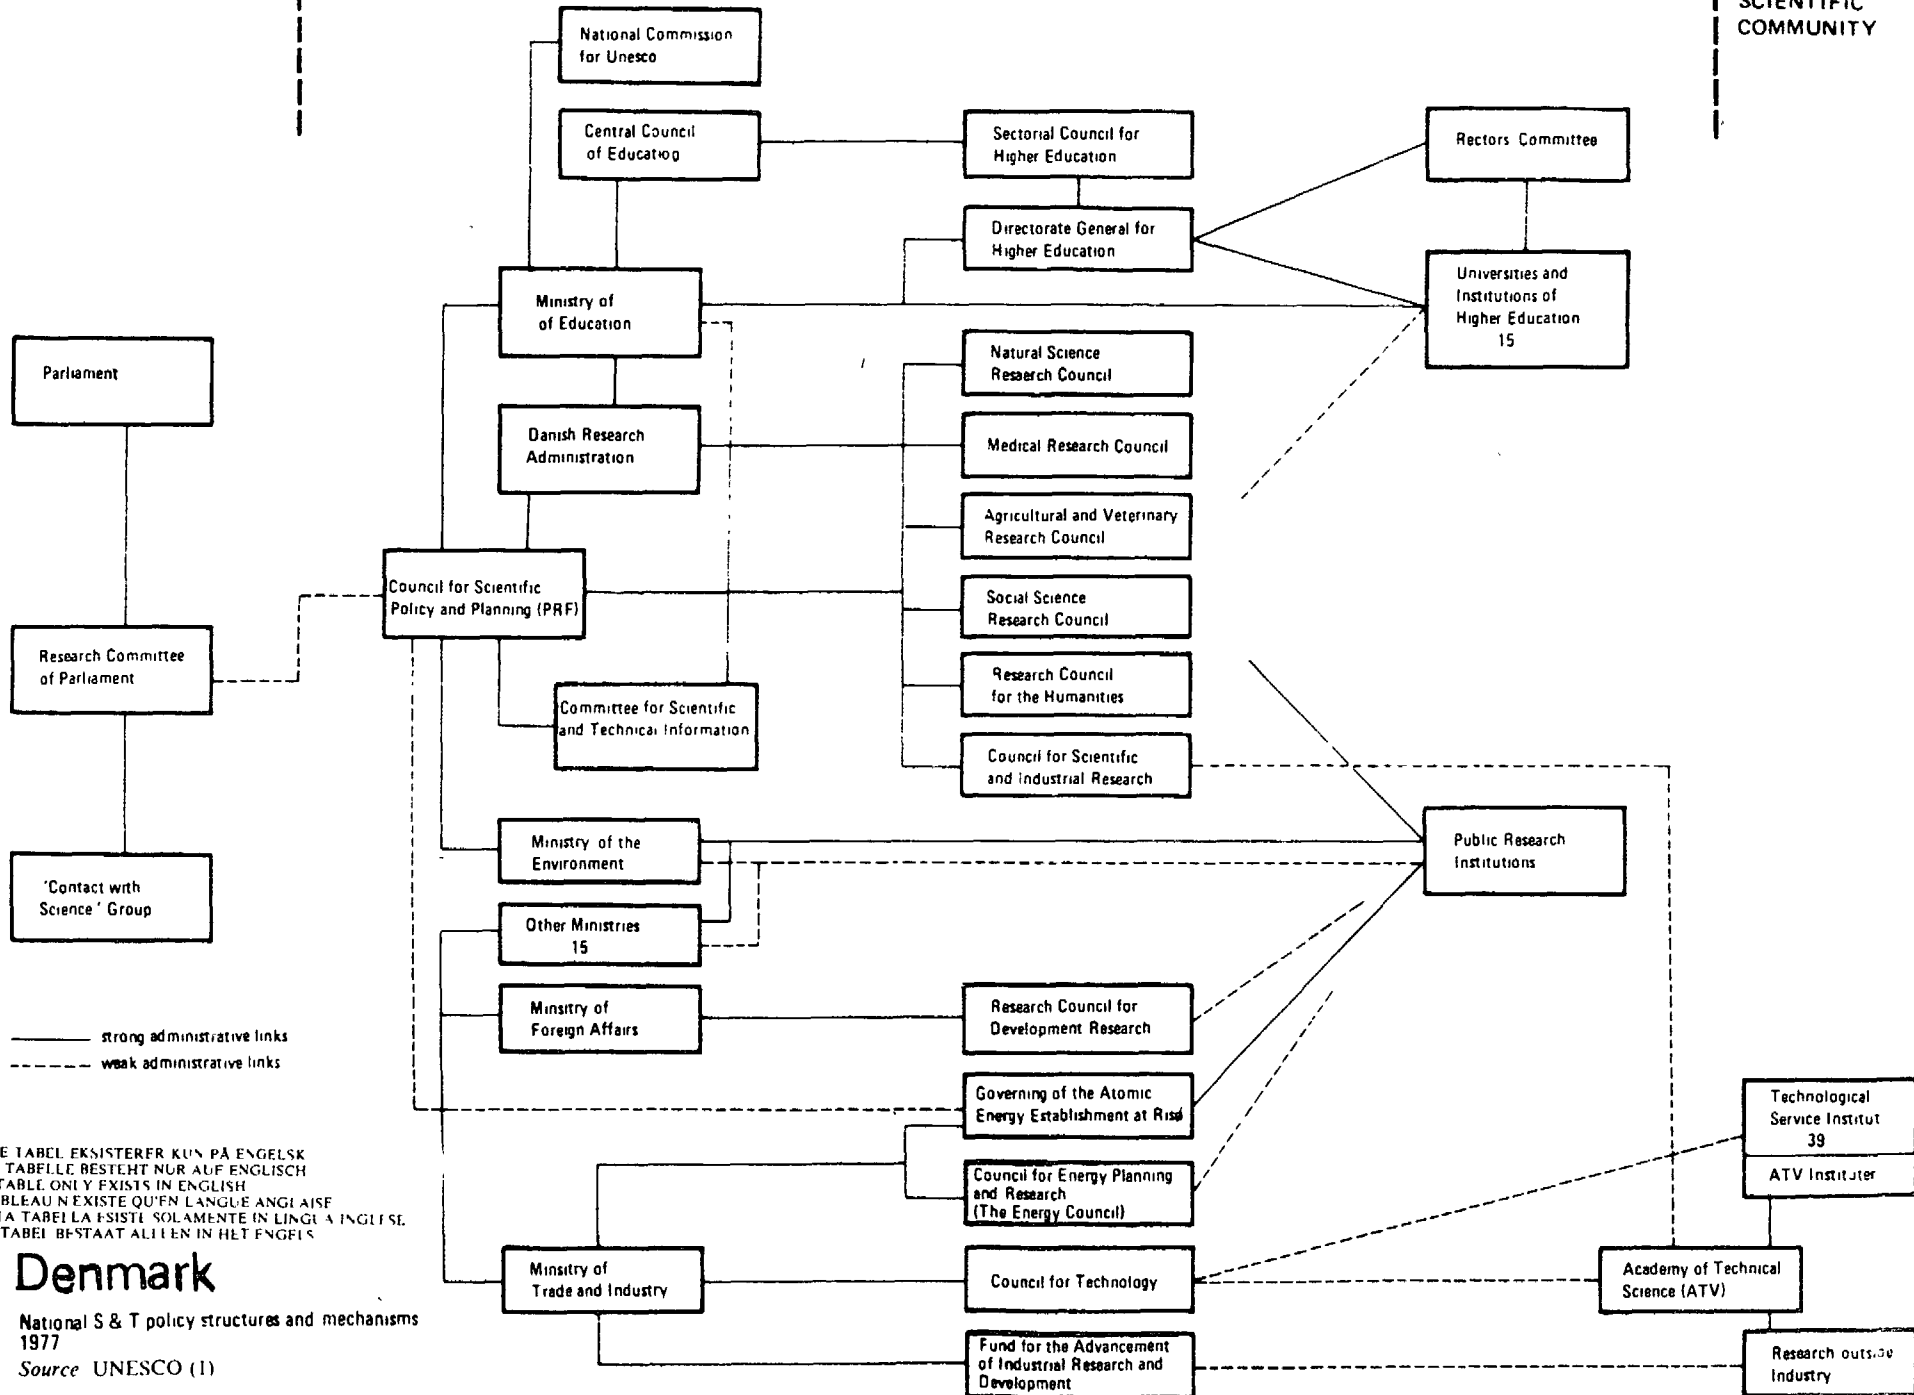 SCIENTIFIC
COMMUNITY
National Commission
for Unesco
Central Council
of Education
Sectorial Council for
Higher Education
Rectors Committee
Directorate General for
Higher Education
Universities and
Institutions of
Higher Education
15
Ministry of
of Education
Parliament
Natural Science
Resaerch Council
Danish Research
Administration
Medical Research Council
Agricultural and Veterinary
Research Council
Council for Scientific
Policy and Planning (PRF)
Social Science
Research Council
Research Committee
of Parliament
Research Council
for the Humanities
Committee for Scientific
and Technical Information
Council for Scientific
and Industrial Research
Ministry of the
Environment
Public Research
Institutions
'Contact with
Science' Group
Other Ministries
15
Minsitry of
Foreign Affairs
Research Council for
Development Research
strong administrative links
weak administrative links
Governing of the Atomic
Energy Establishment at Risø
Technological
Service Institut
39
ATV Instituter
Council for Energy Planning
and Research
(The Energy Council)
E TABEL EKSISTERER KUN PÅ ENGELSK
TABELLE BESTEHT NUR AUF ENGLISCH
TABLE ONLY EXISTS IN ENGLISH
BLEAU N EXISTE QU'EN LANGUE ANGLAISE
TA TABELLA ESISTE SOLAMENTE IN LINGUA INGLESE
TABEL BESTAAT ALLEEN IN HET ENGELS
Denmark
National S & T policy structures and mechanisms
1977
Source UNESCO (1)
Minsitry of
Trade and Industry
Council for Technology
Academy of Technical
Science (ATV)
Fund for the Advancement
of Industrial Research and
Development
Research outside
Industry